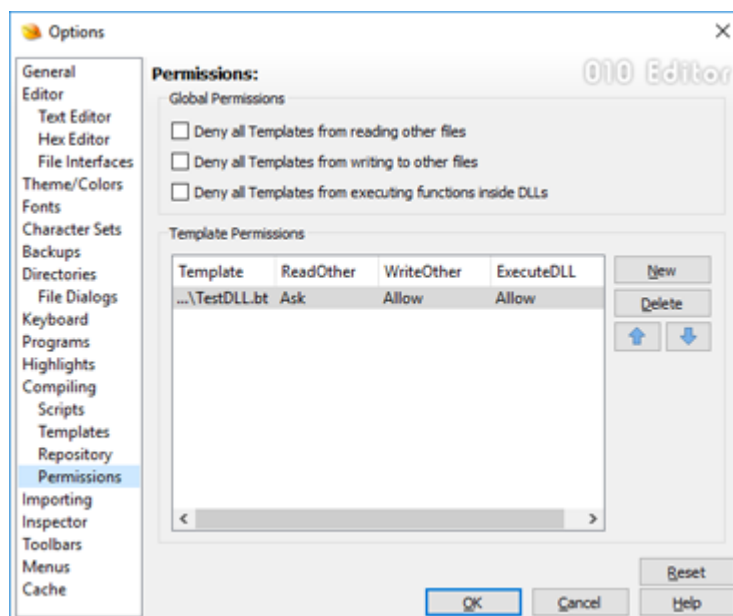 Options
General
Editor
Text Editor
Hex Editor
File Interfaces
Theme/Colors
Fonts
Character Sets
Backups
Directories
File Dialogs
Keyboard
Programs
Highlights
Compiling
Scripts
Templates
Repository
Permissions
Importing
Inspector
Toolbars
Menus
Cache
Permissions:
010 Editor
Global Permissions
Deny all Templates from reading other files
Deny all Templates from writing to other files
Deny all Templates from executing functions inside DLLs
Template Permissions
Template ReadOther WriteOther ExecuteDLL
...\TestDLL.bt Ask Allow Allow
New
Delete
Reset
OK Cancel Help